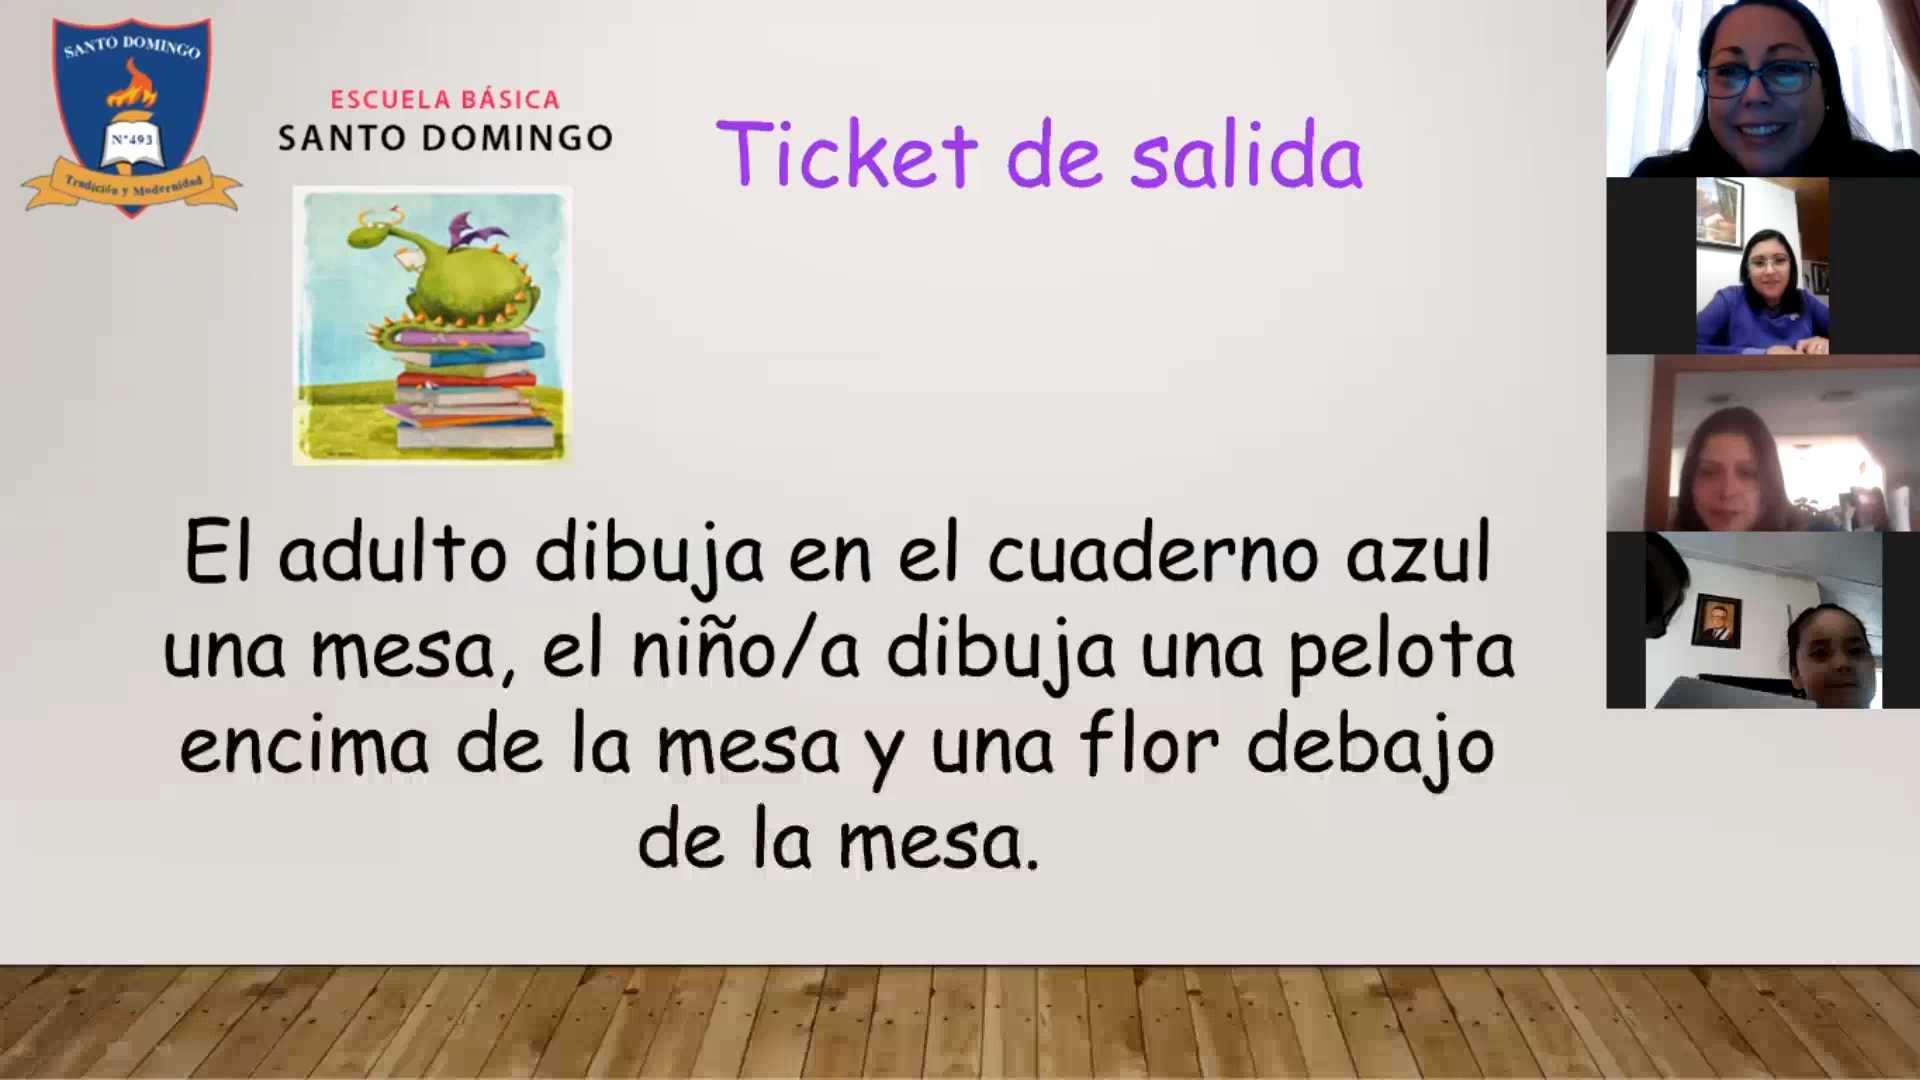 SANTO DOMINGO
N°493
Tradición y Modernidad
ESCUELA BÁSICA
SANTO DOMINGO
Ticket de salida
El adulto dibuja en el cuaderno azul
una mesa, el niño/a dibuja una pelota
encima de la mesa y una flor debajo
de la mesa.